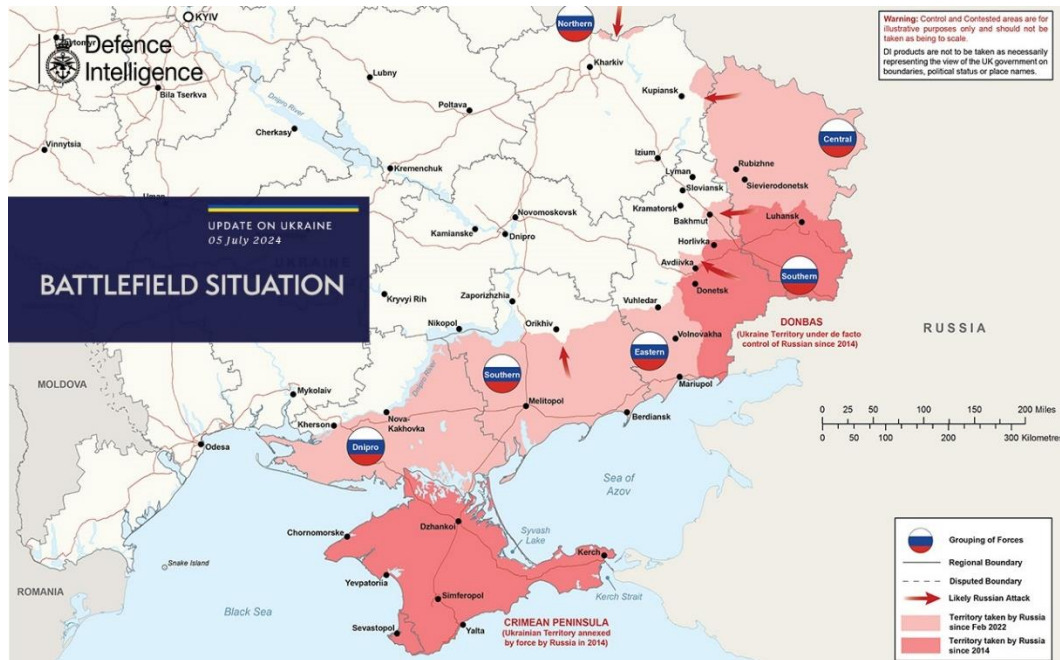 Defence
Intelligence
Warning: Control and Contested areas are for
illustrative purposes only and should not be
taken as being to scale.
DI products are not to be taken as necessarily
representing the view of the UK government on
boundaries, political status or place names.
KYIV
Northern
Kharkiv
Lubny
Bila Tserkva
Poltava
Kupiansk
Dnipro River
Cherkasy
Central
Vinnytsia
Izium
Kremenchuk
Rubizhne
Lyman
Sievierodonetsk
Sloviansk
UPDATE ON UKRAINE
05 July 2024
BATTLEFIELD SITUATION
Novomoskovsk
Kramatorsk
Bakhmut
Luhansk
Kamianske
Dnipro
Horlivka
Avdiivka
Southern
Donetsk
Kryvyi Rih
Zaporizhzhia
Vuhledar
Nikopol
Orikhiv
Volnovakha
DONBAS
(Ukraine Territory under de facto
control of Russian since 2014)
RUSSIA
Eastern
Southern
MOLDOVA
Mykolaiv
Melitopol
Mariupol
Berdiansk
Kherson
Nova-
Kakhovka
Odesa
Dnipro
0 25 50 100 150 200 Miles
0 50 100 200 300 Kilometres
Sea of
Azov
Chornomorske
Dzhankoi
Syvash
Lake
Kerch
Kerch Strait
Snake Island
Yevpatoriia
Simferopol
ROMANIA
Black Sea
Sevastopol
Yalta
CRIMEAN PENINSULA
(Ukrainian Territory annexed
by force by Russia in 2014)
Grouping of Forces
Regional Boundary
Disputed Boundary
Likely Russian Attack
Territory taken by Russia
since Feb 2022
Territory taken by Russia
since 2014